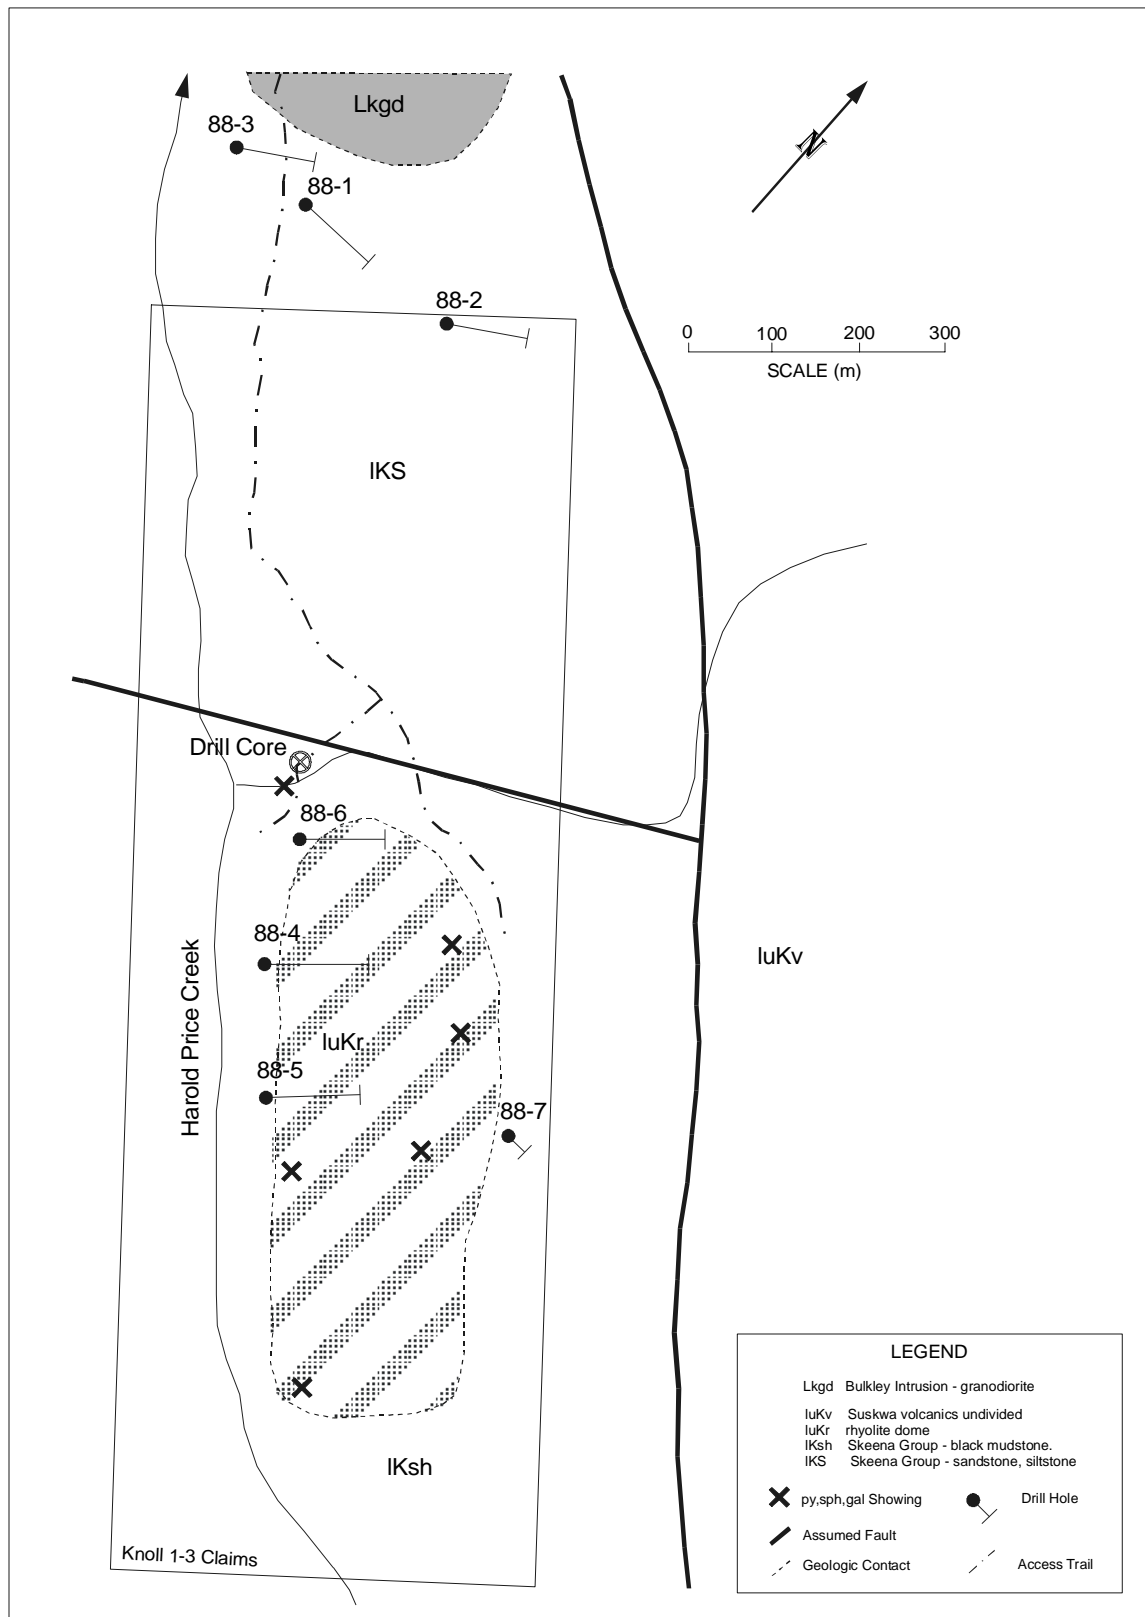 Lkgd
88-3
88-1
N
88-2
0 100 200 300
SCALE (m)
lKS
Drill Core
88-6
88-4
Harold Price Creek
luKv
luKr
88-5
88-7
lKsh
Knoll 1-3 Claims
LEGEND
Lkgd Bulkley Intrusion - granodiorite
luKv Suskwa volcanics undivided
luKr rhyolite dome
lKsh Skeena Group - black mudstone.
lKS Skeena Group - sandstone, siltstone
py,sph,gal Showing
Drill Hole
Assumed Fault
Geologic Contact
Access Trail